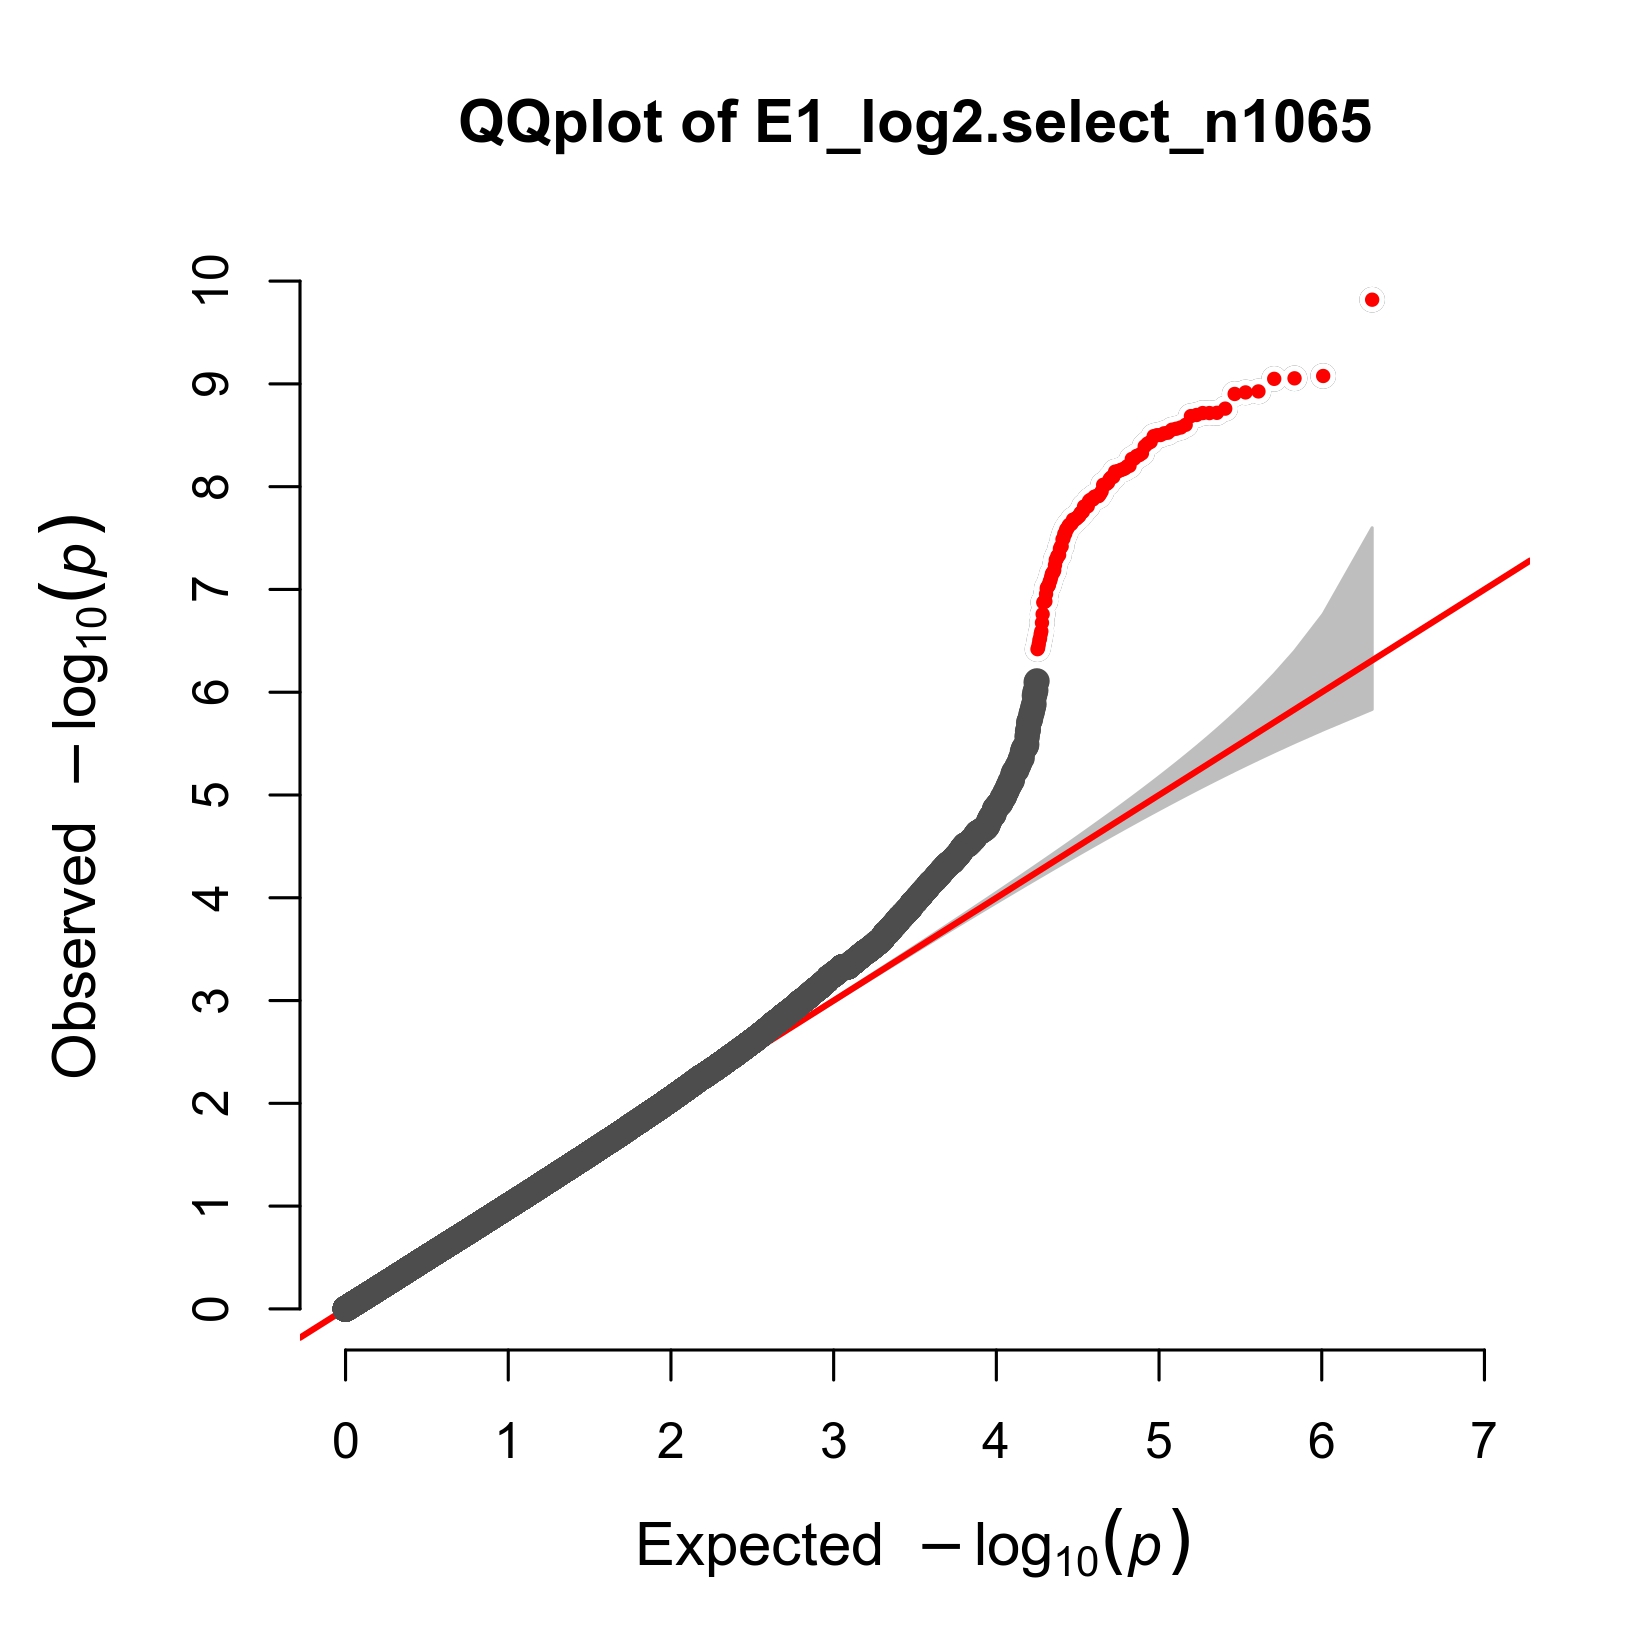 QQplot of E1_log2.select_n1065
Observed −log10(p)
10
9
8
7
6
5
4
3
2
1
0
0 1 2 3 4 5 6 7
Expected −log10(p)